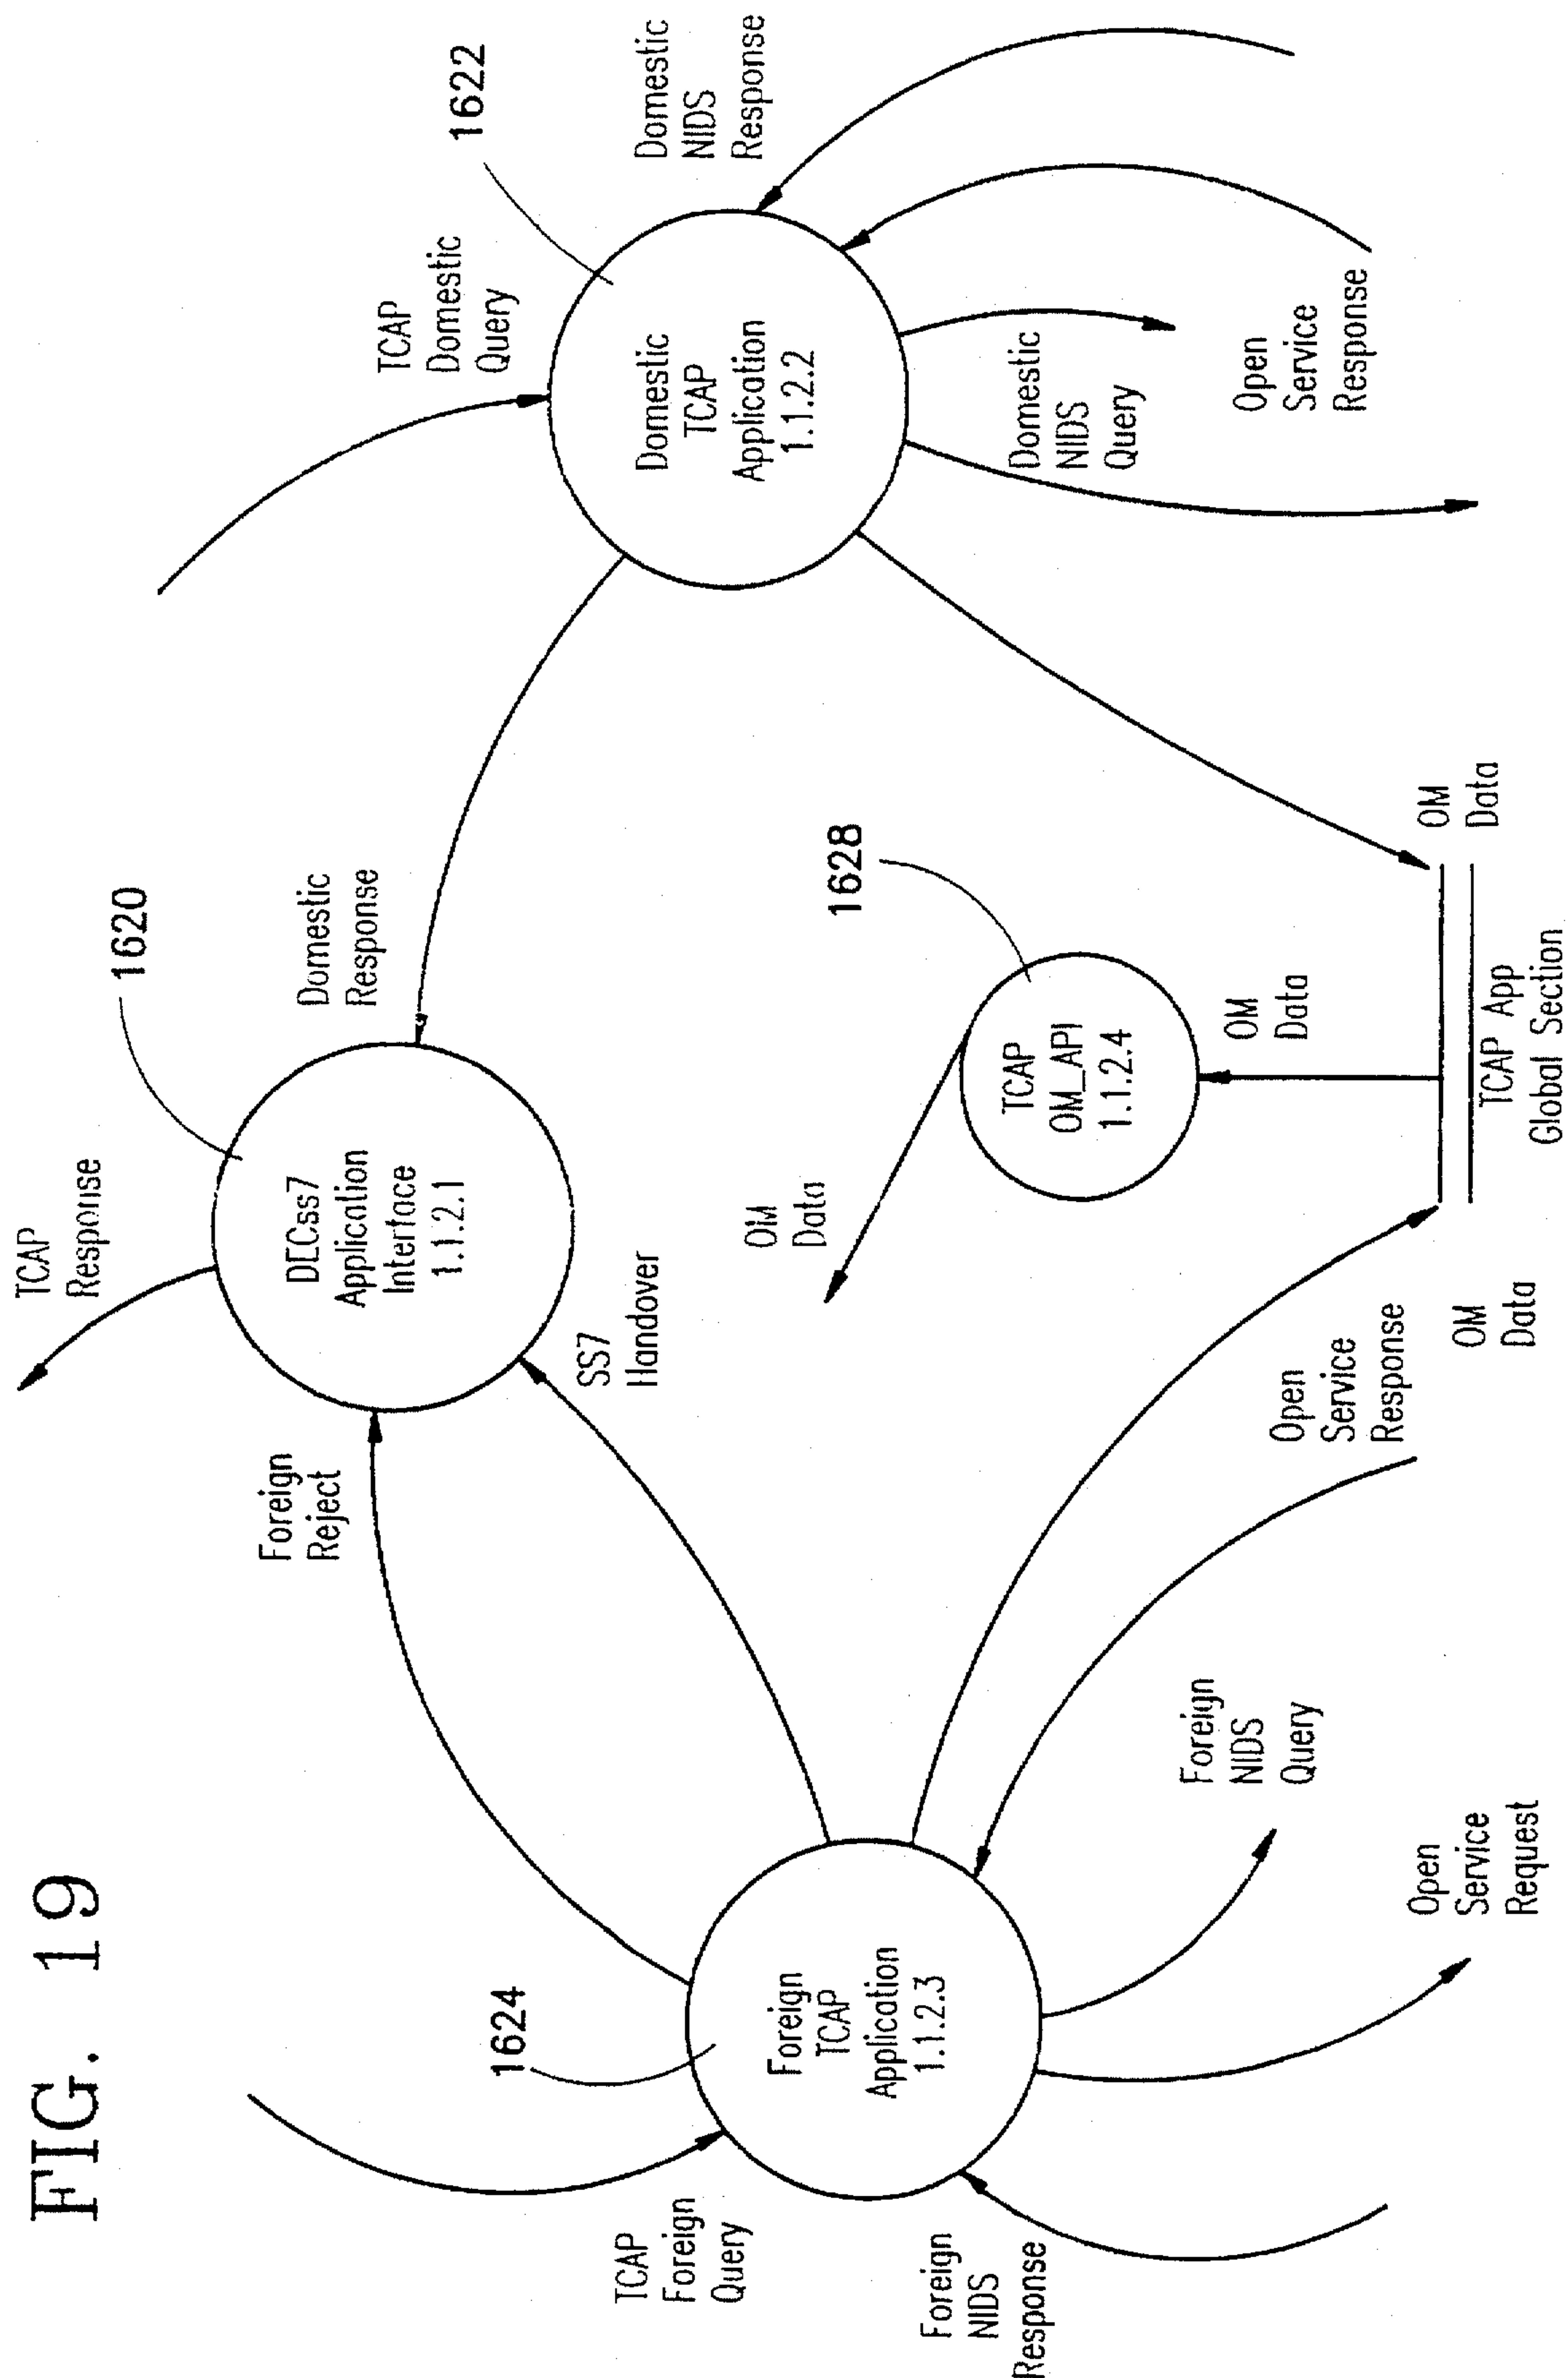 FIG. 19
TCAP
Response
1620
DECss7
Application
Interface
1.1.2.1
Foreign
Reject
SS7
Handover
Domestic
Response
TCAP
Domestic
Query
1622
Domestic
TCAP
Application
1.1.2.2
Domestic
NIDS
Response
Domestic
NIDS
Query
Open
Service
Response
1624
Foreign
TCAP
Application
1.1.2.3
TCAP
Foreign
Query
Foreign
NIDS
Response
Foreign
NIDS
Query
Open
Service
Request
Open
Service
Response
OM
Data
1628
TCAP
OM_API
1.1.2.4
OM
Data
OM
Data
OM
Data
TCAP App
Global Section